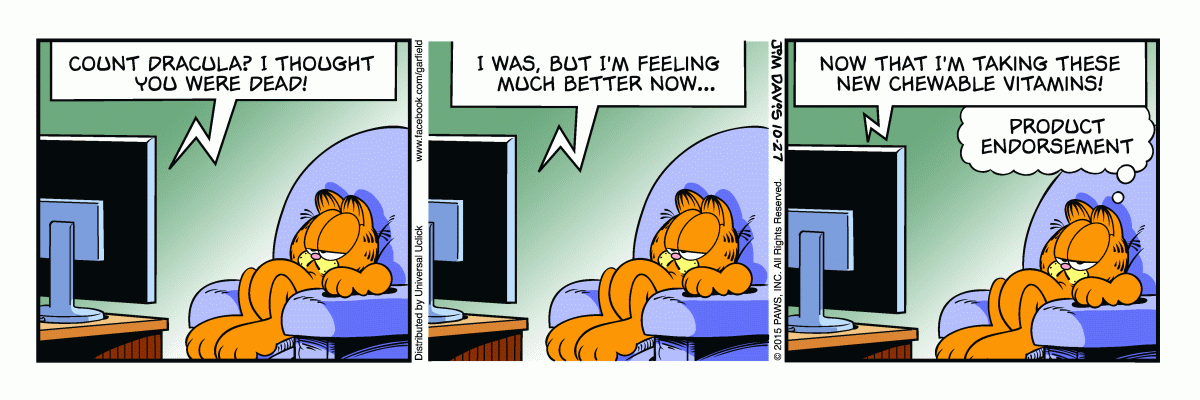 COUNT DRACULA? I THOUGHT
YOU WERE DEAD!
www.facebook.com/garfield
Distributed by Universal Uclick
I WAS, BUT I'M FEELING
MUCH BETTER NOW...
JIM DAVIS 10-27
© 2015 PAWS, INC. All Rights Reserved.
NOW THAT I'M TAKING THESE
NEW CHEWABLE VITAMINS!
PRODUCT
ENDORSEMENT